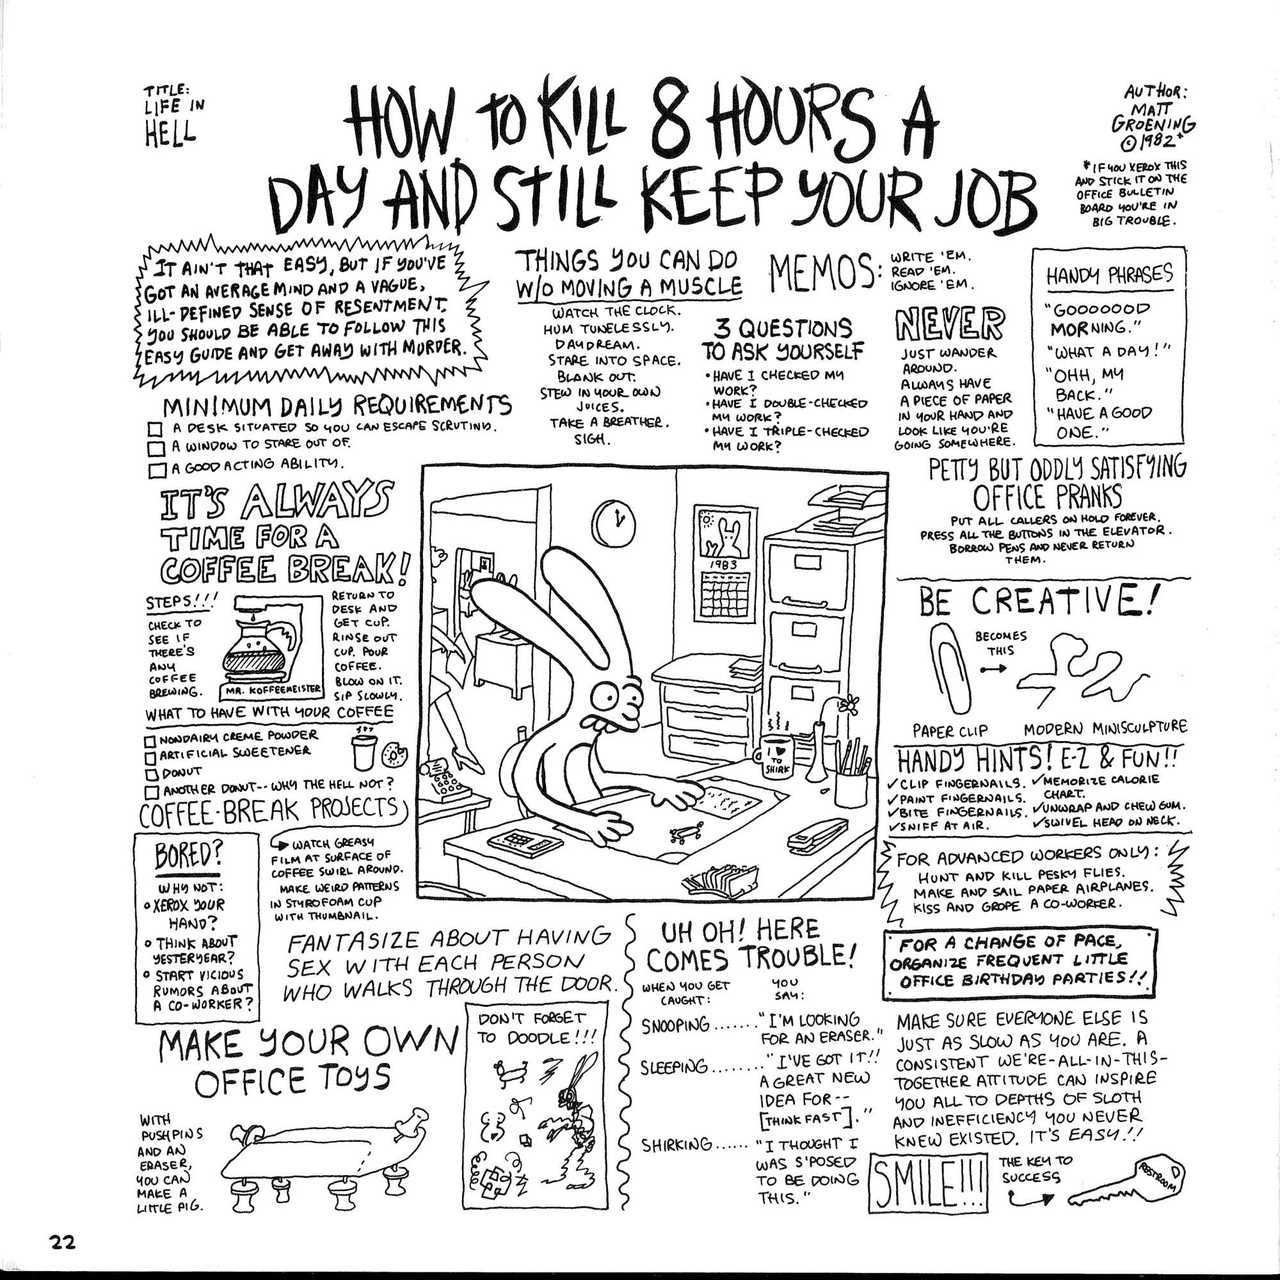 TITLE:
LIFE IN
HELL
HOW TO KILL 8 HOURS A
DAY AND STILL KEEP YOUR JOB
AUTHOR:
MATT
GROENING
©1982*
*IF YOU XEROX THIS
AND STICK IT ON THE
OFFICE BULLETIN
BOARD YOU'RE IN
BIG TROUBLE.
IT AIN'T THAT EASY, BUT IF YOU'VE
GOT AN AVERAGE MIND AND A VAGUE,
ILL-DEFINED SENSE OF RESENTMENT,
YOU SHOULD BE ABLE TO FOLLOW THIS
EASY GUIDE AND GET AWAY WITH MURDER.
MINIMUM DAILY REQUIREMENTS
A DESK SITUATED SO YOU CAN ESCAPE SCRUTINY.
A WINDOW TO STARE OUT OF.
A GOOD ACTING ABILITY.
THINGS YOU CAN DO
W/O MOVING A MUSCLE
WATCH THE CLOCK.
HUM TUNELESSLY.
DAYDREAM.
STARE INTO SPACE.
BLANK OUT.
STEW IN YOUR OWN
JUICES.
TAKE A BREATHER.
SIGH.
MEMOS:
WRITE 'EM.
READ 'EM.
IGNORE 'EM.
3 QUESTIONS
TO ASK YOURSELF
•HAVE I CHECKED MY
WORK?
•HAVE I DOUBLE-CHECKED
MY WORK?
•HAVE I TRIPLE-CHECKED
MY WORK?
NEVER
JUST WANDER
AROUND.
ALWAYS HAVE
A PIECE OF PAPER
IN YOUR HAND AND
LOOK LIKE YOU'RE
GOING SOMEWHERE.
HANDY PHRASES
"GOOOOOOD
MORNING."
"WHAT A DAY!"
"OHH, MY
BACK."
"HAVE A GOOD
ONE."
PETTY BUT ODDLY SATISFYING
OFFICE PRANKS
PUT ALL CALLERS ON HOLD FOREVER.
PRESS ALL THE BUTTONS IN THE ELEVATOR.
BORROW PENS AND NEVER RETURN
THEM.
IT'S ALWAYS
TIME FOR A
COFFEE BREAK!
STEPS!!!
CHECK TO
SEE IF
THERE'S
ANY
COFFEE
BREWING.
MR. KOFFEEMEISTER
RETURN TO
DESK AND
GET CUP.
RINSE OUT
CUP. POUR
COFFEE.
BLOW ON IT.
SIP SLOWLY.
WHAT TO HAVE WITH YOUR COFFEE
NONDAIRY CREME POWDER
ARTIFICIAL SWEETENER
DONUT
ANOTHER DONUT--WHY THE HELL NOT?
1983
I ♥
TO
SHIRK
BE CREATIVE!
BECOMES
THIS
PAPER CLIP
MODERN MINISCULPTURE
HANDY HINTS! E-Z & FUN!!
✓CLIP FINGERNAILS.
✓PAINT FINGERNAILS.
✓BITE FINGERNAILS.
✓SNIFF AT AIR.
✓MEMORIZE CALORIE
CHART.
✓UNWRAP AND CHEW GUM.
✓SWIVEL HEAD ON NECK.
COFFEE-BREAK PROJECTS
BORED?
WHY NOT:
•XEROX YOUR
HAND?
•THINK ABOUT
YESTERYEAR?
•START VICIOUS
RUMORS ABOUT
A CO-WORKER?
WATCH GREASY
FILM AT SURFACE OF
COFFEE SWIRL AROUND.
MAKE WEIRD PATTERNS
IN STYROFOAM CUP
WITH THUMBNAIL.
FOR ADVANCED WORKERS ONLY:
HUNT AND KILL PESKY FLIES.
MAKE AND SAIL PAPER AIRPLANES.
KISS AND GROPE A CO-WORKER.
FANTASIZE ABOUT HAVING
SEX WITH EACH PERSON
WHO WALKS THROUGH THE DOOR.
UH OH! HERE
COMES TROUBLE!
WHEN YOU GET
CAUGHT:
YOU
SAY:
SNOOPING......."I'M LOOKING
FOR AN ERASER."
SLEEPING........"I'VE GOT IT!!
A GREAT NEW
IDEA FOR--
[THINK FAST]."
SHIRKING......"I THOUGHT I
WAS S'POSED
TO BE DOING
THIS."
FOR A CHANGE OF PACE,
ORGANIZE FREQUENT LITTLE
OFFICE BIRTHDAY PARTIES!!
MAKE SURE EVERYONE ELSE IS
JUST AS SLOW AS YOU ARE. A
CONSISTENT WE'RE-ALL-IN-THIS-
TOGETHER ATTITUDE CAN INSPIRE
YOU ALL TO DEPTHS OF SLOTH
AND INEFFICIENCY YOU NEVER
KNEW EXISTED. IT'S EASY!!
MAKE YOUR OWN
OFFICE TOYS
WITH
PUSHPINS
AND AN
ERASER,
YOU CAN
MAKE A
LITTLE PIG.
DON'T FORGET
TO DOODLE!!!
SMILE!!!
THE KEY TO
SUCCESS
RESTROOM
22